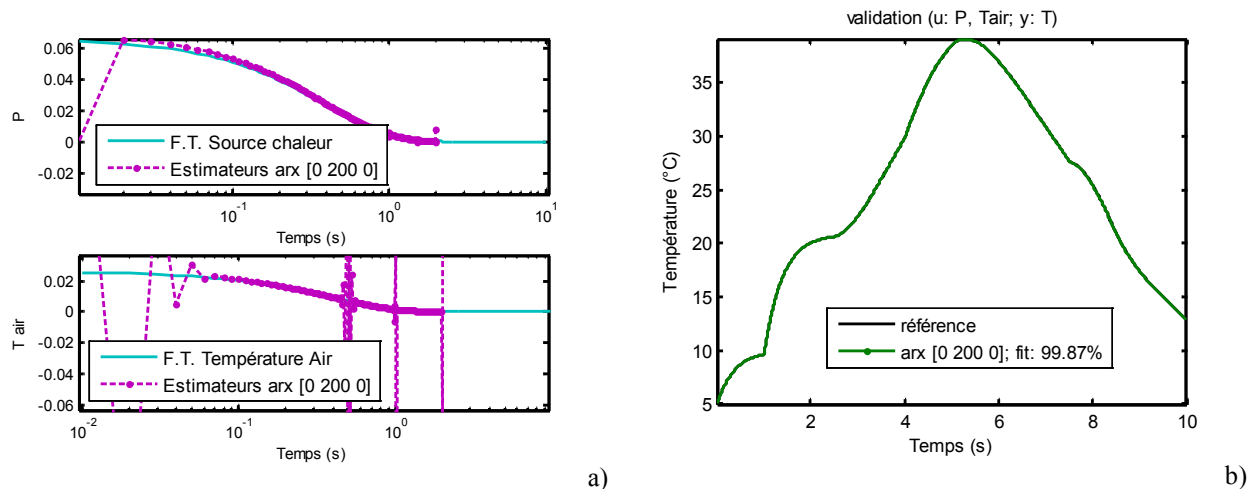 0.06
0.04
0.02
0
-0.02
P
F.T. Source chaleur
Estimateurs arx [0 200 0]
10^-1
10^0
10^1
Temps (s)
0.02
0
-0.02
-0.04
-0.06
T air
F.T. Température Air
Estimateurs arx [0 200 0]
10^-2
10^-1
10^0
Temps (s)
a)
validation (u: P, Tair; y: T)
35
30
25
20
15
10
5
Température (°C)
référence
arx [0 200 0]; fit: 99.87%
2
4
6
8
10
Temps (s)
b)